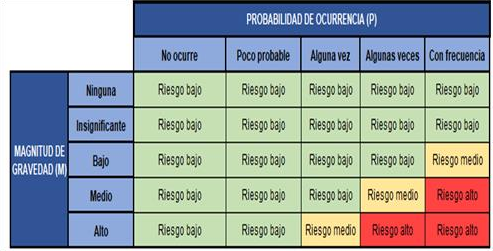 PROBABILIDAD DE OCURRENCIA (P)
No ocurre Poco probable Alguna vez Algunas veces Con frecuencia
MAGNITUD DE GRAVEDAD (M)
Ninguna Riesgo bajo Riesgo bajo Riesgo bajo Riesgo bajo Riesgo bajo
Insignificante Riesgo bajo Riesgo bajo Riesgo bajo Riesgo bajo Riesgo bajo
Bajo Riesgo bajo Riesgo bajo Riesgo bajo Riesgo bajo Riesgo medio
Medio Riesgo bajo Riesgo bajo Riesgo bajo Riesgo medio Riesgo alto
Alto Riesgo bajo Riesgo bajo Riesgo medio Riesgo alto Riesgo alto